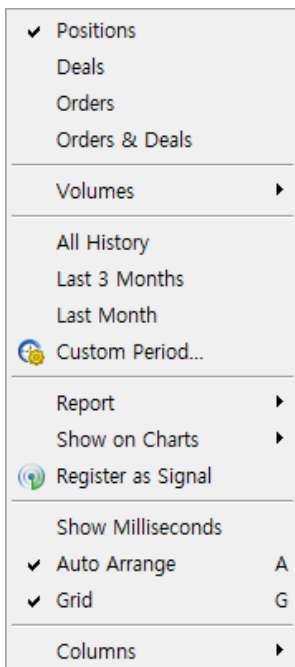 Positions
Deals
Orders
Orders & Deals
Volumes
All History
Last 3 Months
Last Month
Custom Period...
Report
Show on Charts
Register as Signal
Show Milliseconds
Auto Arrange A
Grid G
Columns